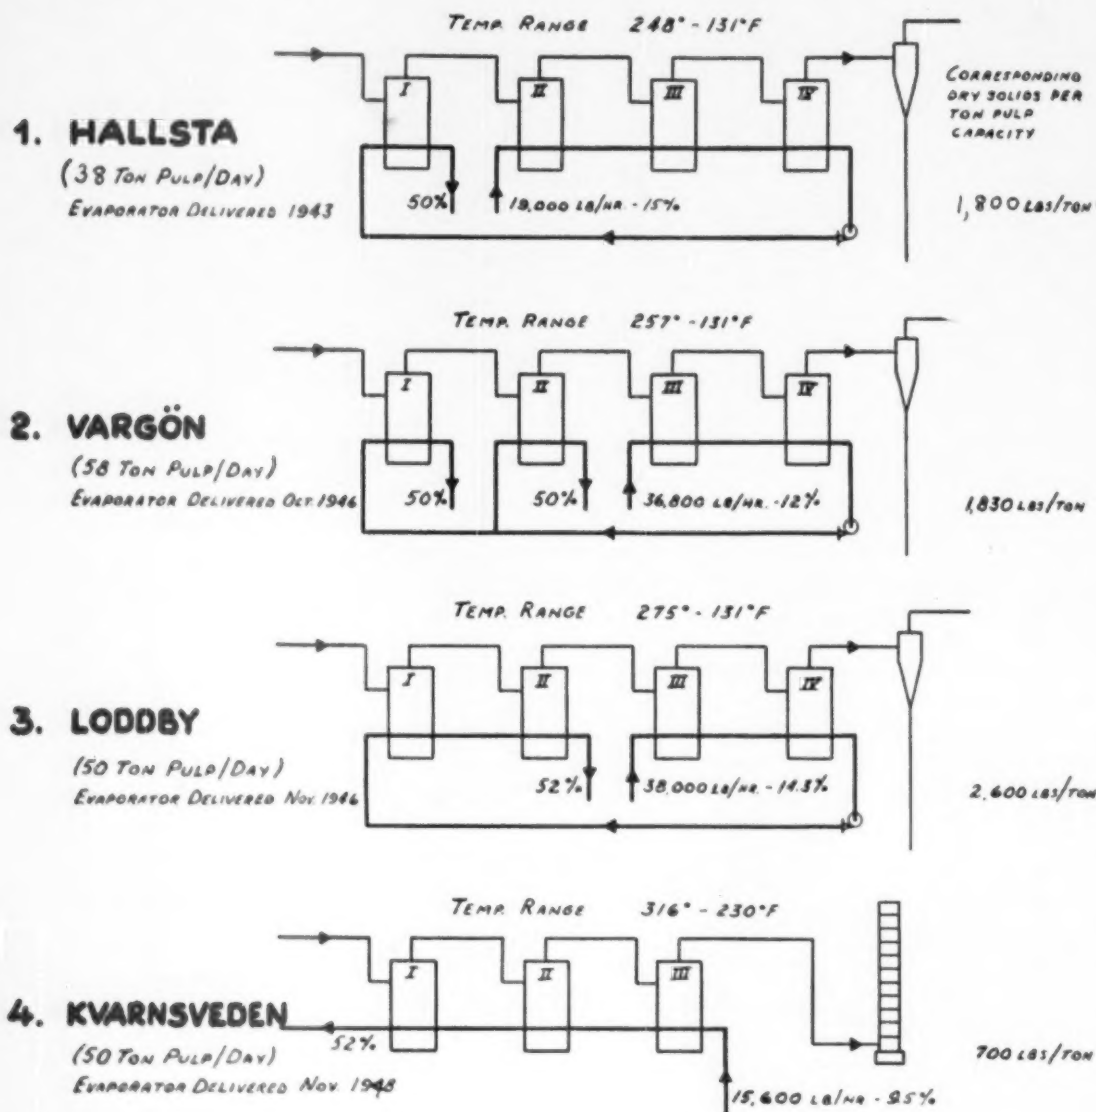 TEMP. RANGE 248° - 131°F
I II III IV
CORRESPONDING
DRY SOLIDS PER
TON PULP
CAPACITY
1. HALLSTA
(38 TON PULP/DAY)
EVAPORATOR DELIVERED 1943
50% 19,000 LB/HR. - 15%
1,800 LBS/TON
TEMP. RANGE 257° - 131°F
I II III IV
2. VARGÖN
(58 TON PULP/DAY)
EVAPORATOR DELIVERED OCT. 1946
50% 50% 36,800 LB/HR. - 12%
1,830 LBS/TON
TEMP. RANGE 275° - 131°F
I II III IV
3. LODDBY
(50 TON PULP/DAY)
EVAPORATOR DELIVERED NOV. 1946
52% 38,000 LB/HR. - 14.3%
2,600 LBS/TON
TEMP. RANGE 316° - 230°F
I II III
4. KVARNSVEDEN
(50 TON PULP/DAY)
EVAPORATOR DELIVERED NOV. 1948
52%
15,600 LB/HR - 9.5%
700 LBS/TON